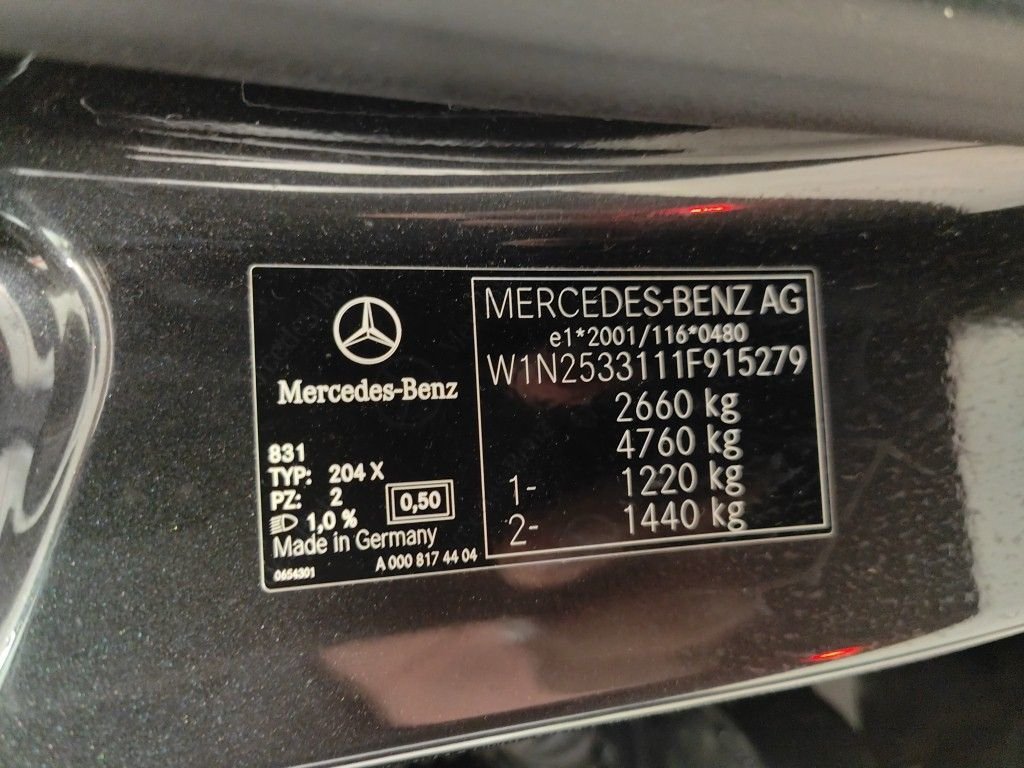 Mercedes-Benz
831
TYP: 204 X
PZ: 2
0,50
1,0 %
Made in Germany
0654301
A 000 817 44 04
MERCEDES-BENZ AG
e1*2001/116*0480
W1N2533111F915279
2660 kg
4760 kg
1- 1220 kg
2- 1440 kg